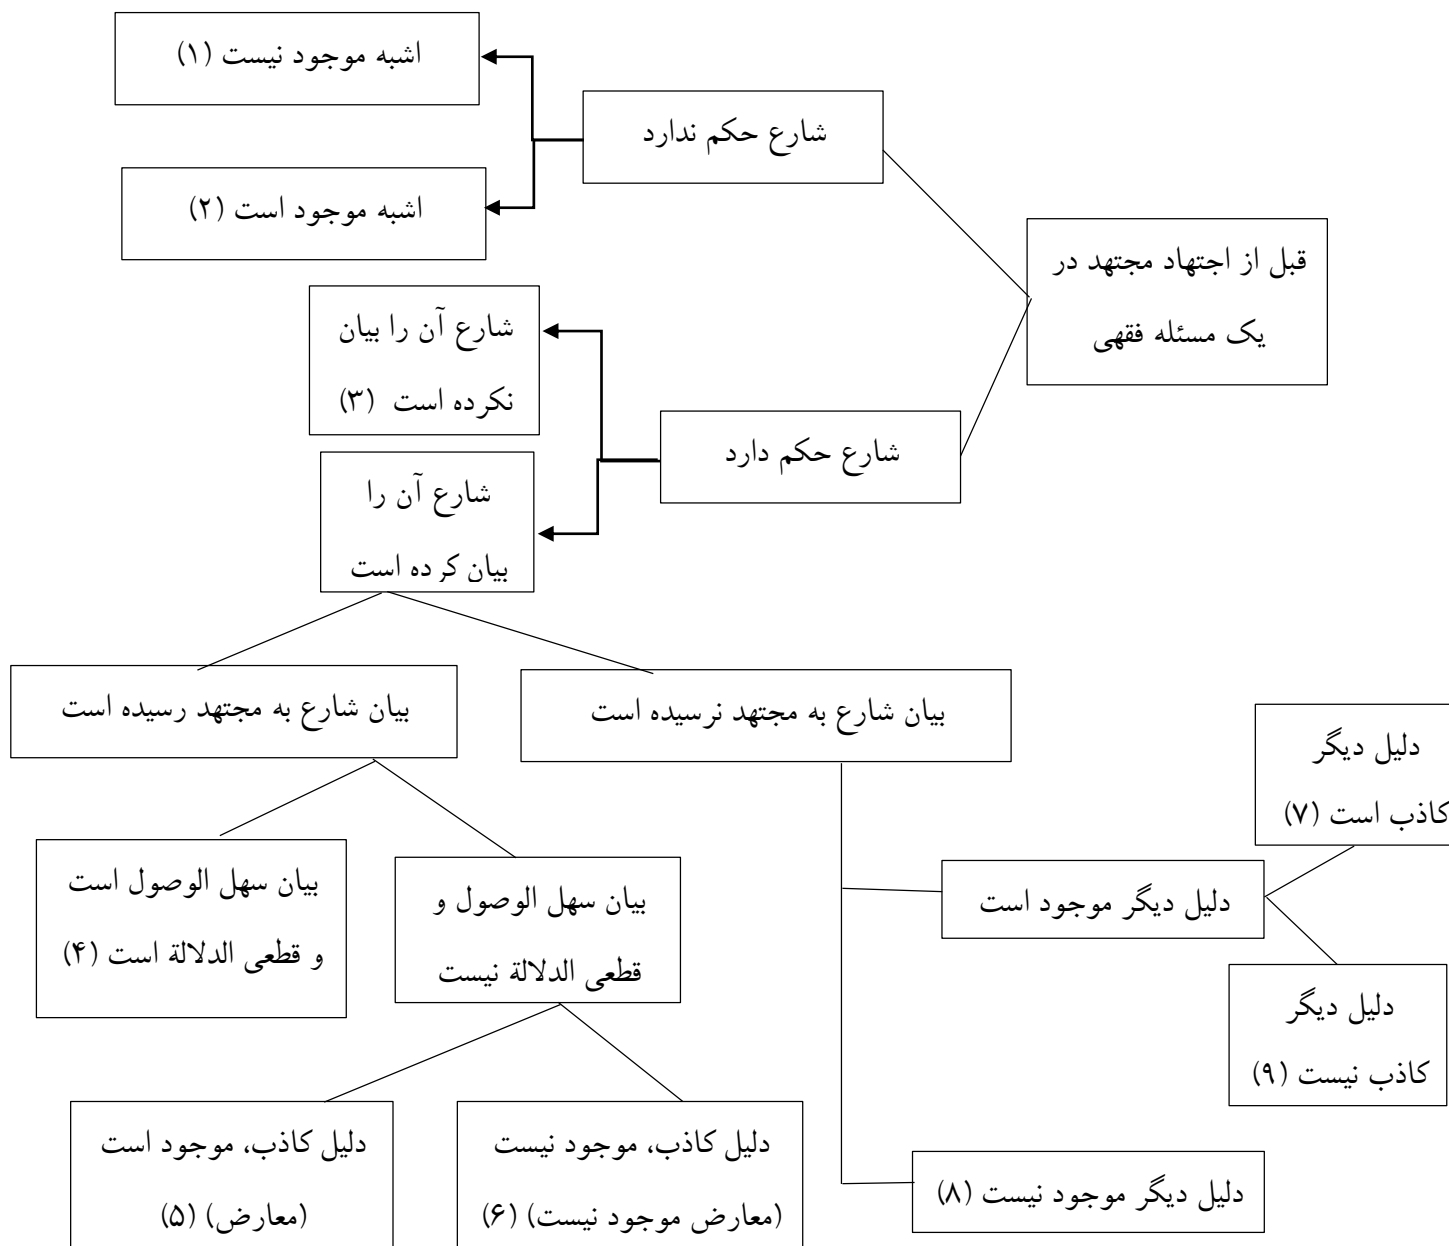 قبل از اجتهاد مجتهد در
یک مسئله فقهی
شارع حکم ندارد
اشبه موجود نیست (۱)
اشبه موجود است (۲)
شارع حکم دارد
شارع آن را بیان
نکرده است (۳)
شارع آن را
بیان کرده است
بیان شارع به مجتهد نرسیده است
بیان شارع به مجتهد رسیده است
بیان سهل الوصول است
و قطعی الدلالة است (۴)
بیان سهل الوصول و
قطعی الدلالة نیست
دلیل کاذب، موجود است
(معارض) (۵)
دلیل کاذب، موجود نیست
(معارض موجود نیست) (۶)
دلیل دیگر موجود است
دلیل دیگر
کاذب است (۷)
دلیل دیگر
کاذب نیست (۹)
دلیل دیگر موجود نیست (۸)